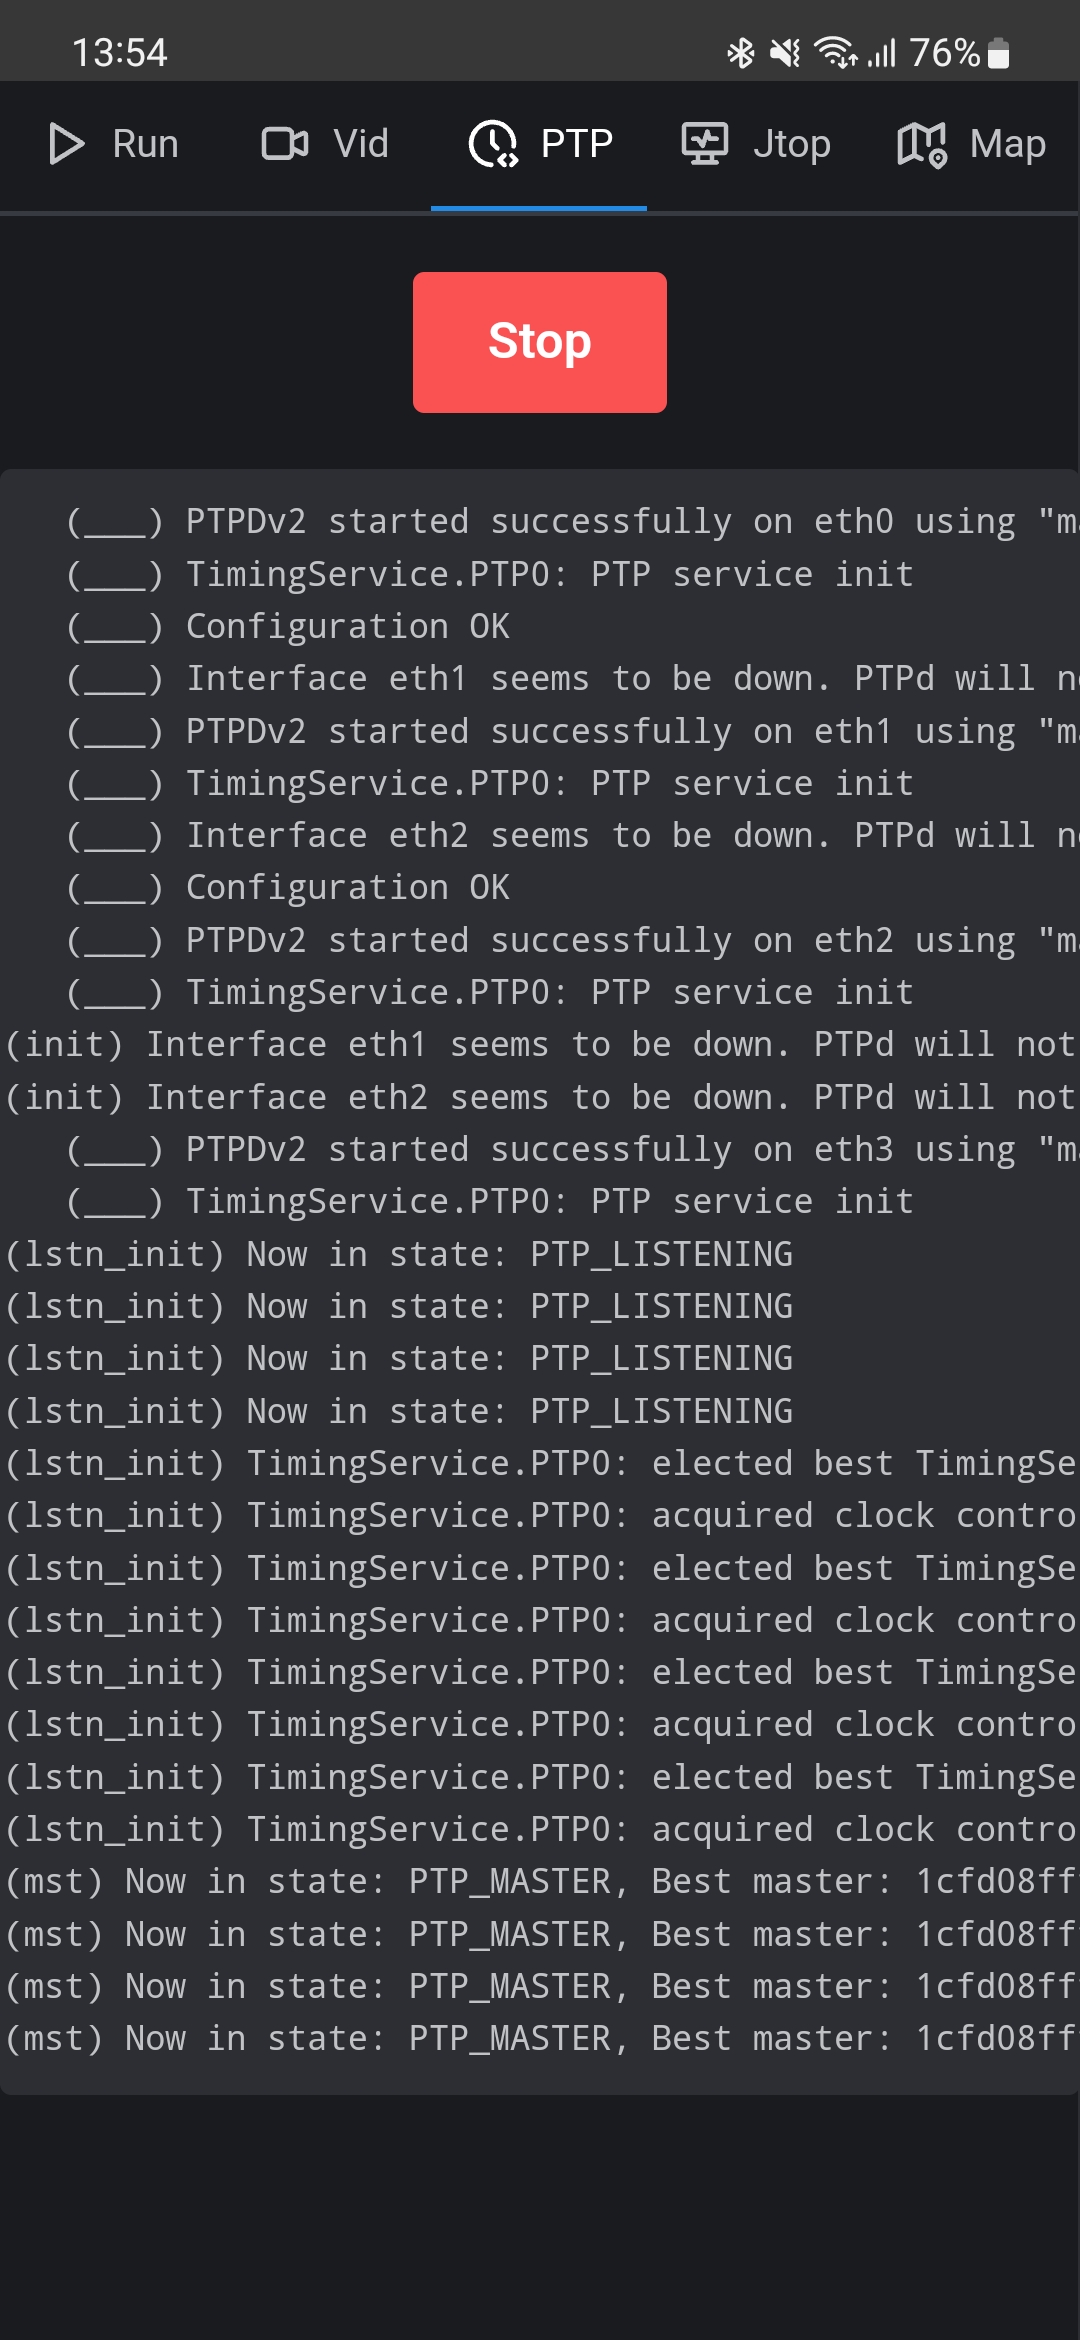 13:54 76%
Run Vid PTP Jtop Map
Stop
(___) PTPDv2 started successfully on eth0 using "ma
(___) TimingService.PTP0: PTP service init
(___) Configuration OK
(___) Interface eth1 seems to be down. PTPd will no
(___) PTPDv2 started successfully on eth1 using "ma
(___) TimingService.PTP0: PTP service init
(___) Interface eth2 seems to be down. PTPd will no
(___) Configuration OK
(___) PTPDv2 started successfully on eth2 using "ma
(___) TimingService.PTP0: PTP service init
(init) Interface eth1 seems to be down. PTPd will not
(init) Interface eth2 seems to be down. PTPd will not
(___) PTPDv2 started successfully on eth3 using "ma
(___) TimingService.PTP0: PTP service init
(lstn_init) Now in state: PTP_LISTENING
(lstn_init) Now in state: PTP_LISTENING
(lstn_init) Now in state: PTP_LISTENING
(lstn_init) Now in state: PTP_LISTENING
(lstn_init) TimingService.PTP0: elected best TimingSe
(lstn_init) TimingService.PTP0: acquired clock contro
(lstn_init) TimingService.PTP0: elected best TimingSe
(lstn_init) TimingService.PTP0: acquired clock contro
(lstn_init) TimingService.PTP0: elected best TimingSe
(lstn_init) TimingService.PTP0: acquired clock contro
(lstn_init) TimingService.PTP0: elected best TimingSe
(lstn_init) TimingService.PTP0: acquired clock contro
(mst) Now in state: PTP_MASTER, Best master: 1cfd08ff
(mst) Now in state: PTP_MASTER, Best master: 1cfd08ff
(mst) Now in state: PTP_MASTER, Best master: 1cfd08ff
(mst) Now in state: PTP_MASTER, Best master: 1cfd08ff